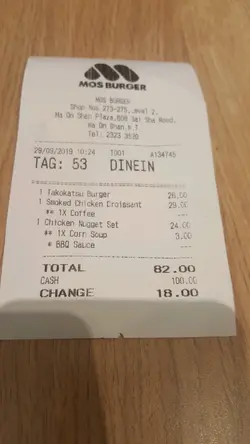 MOS BURGER
MOS BURGER
Shop Nos.273-275,Level 2,
Ma On Shan Plaza,608 Sai Sha Road,
Ma On Shan N.T
Tel: 2323 3530
29/03/2019 10:24 T001 A134745
TAG: 53 DINEIN
1 Takokatsu Burger 26.00
1 Smoked Chicken Croissant 29.00
** 1X Coffee ---
1 Chicken Nugget Set 24.00
** 1X Corn Soup 3.00
* BBQ Sauce ---
TOTAL 82.00
CASH 100.00
CHANGE 18.00